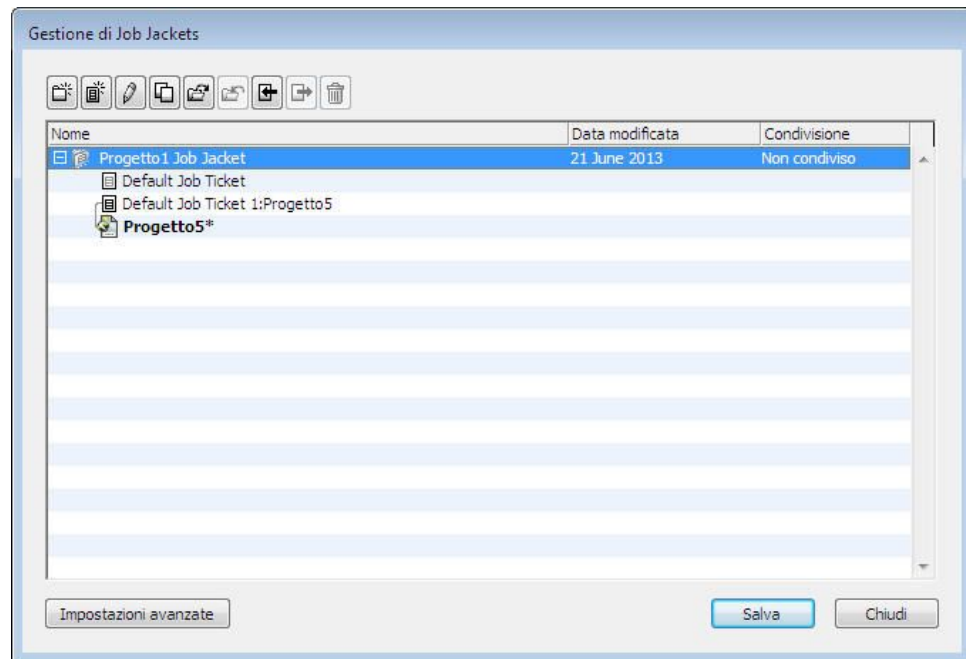 Gestione di Job Jackets
Nome Data modificata Condivisione
Progetto1 Job Jacket 21 June 2013 Non condiviso
Default Job Ticket
Default Job Ticket 1:Progetto5
Progetto5*
Impostazioni avanzate Salva Chiudi